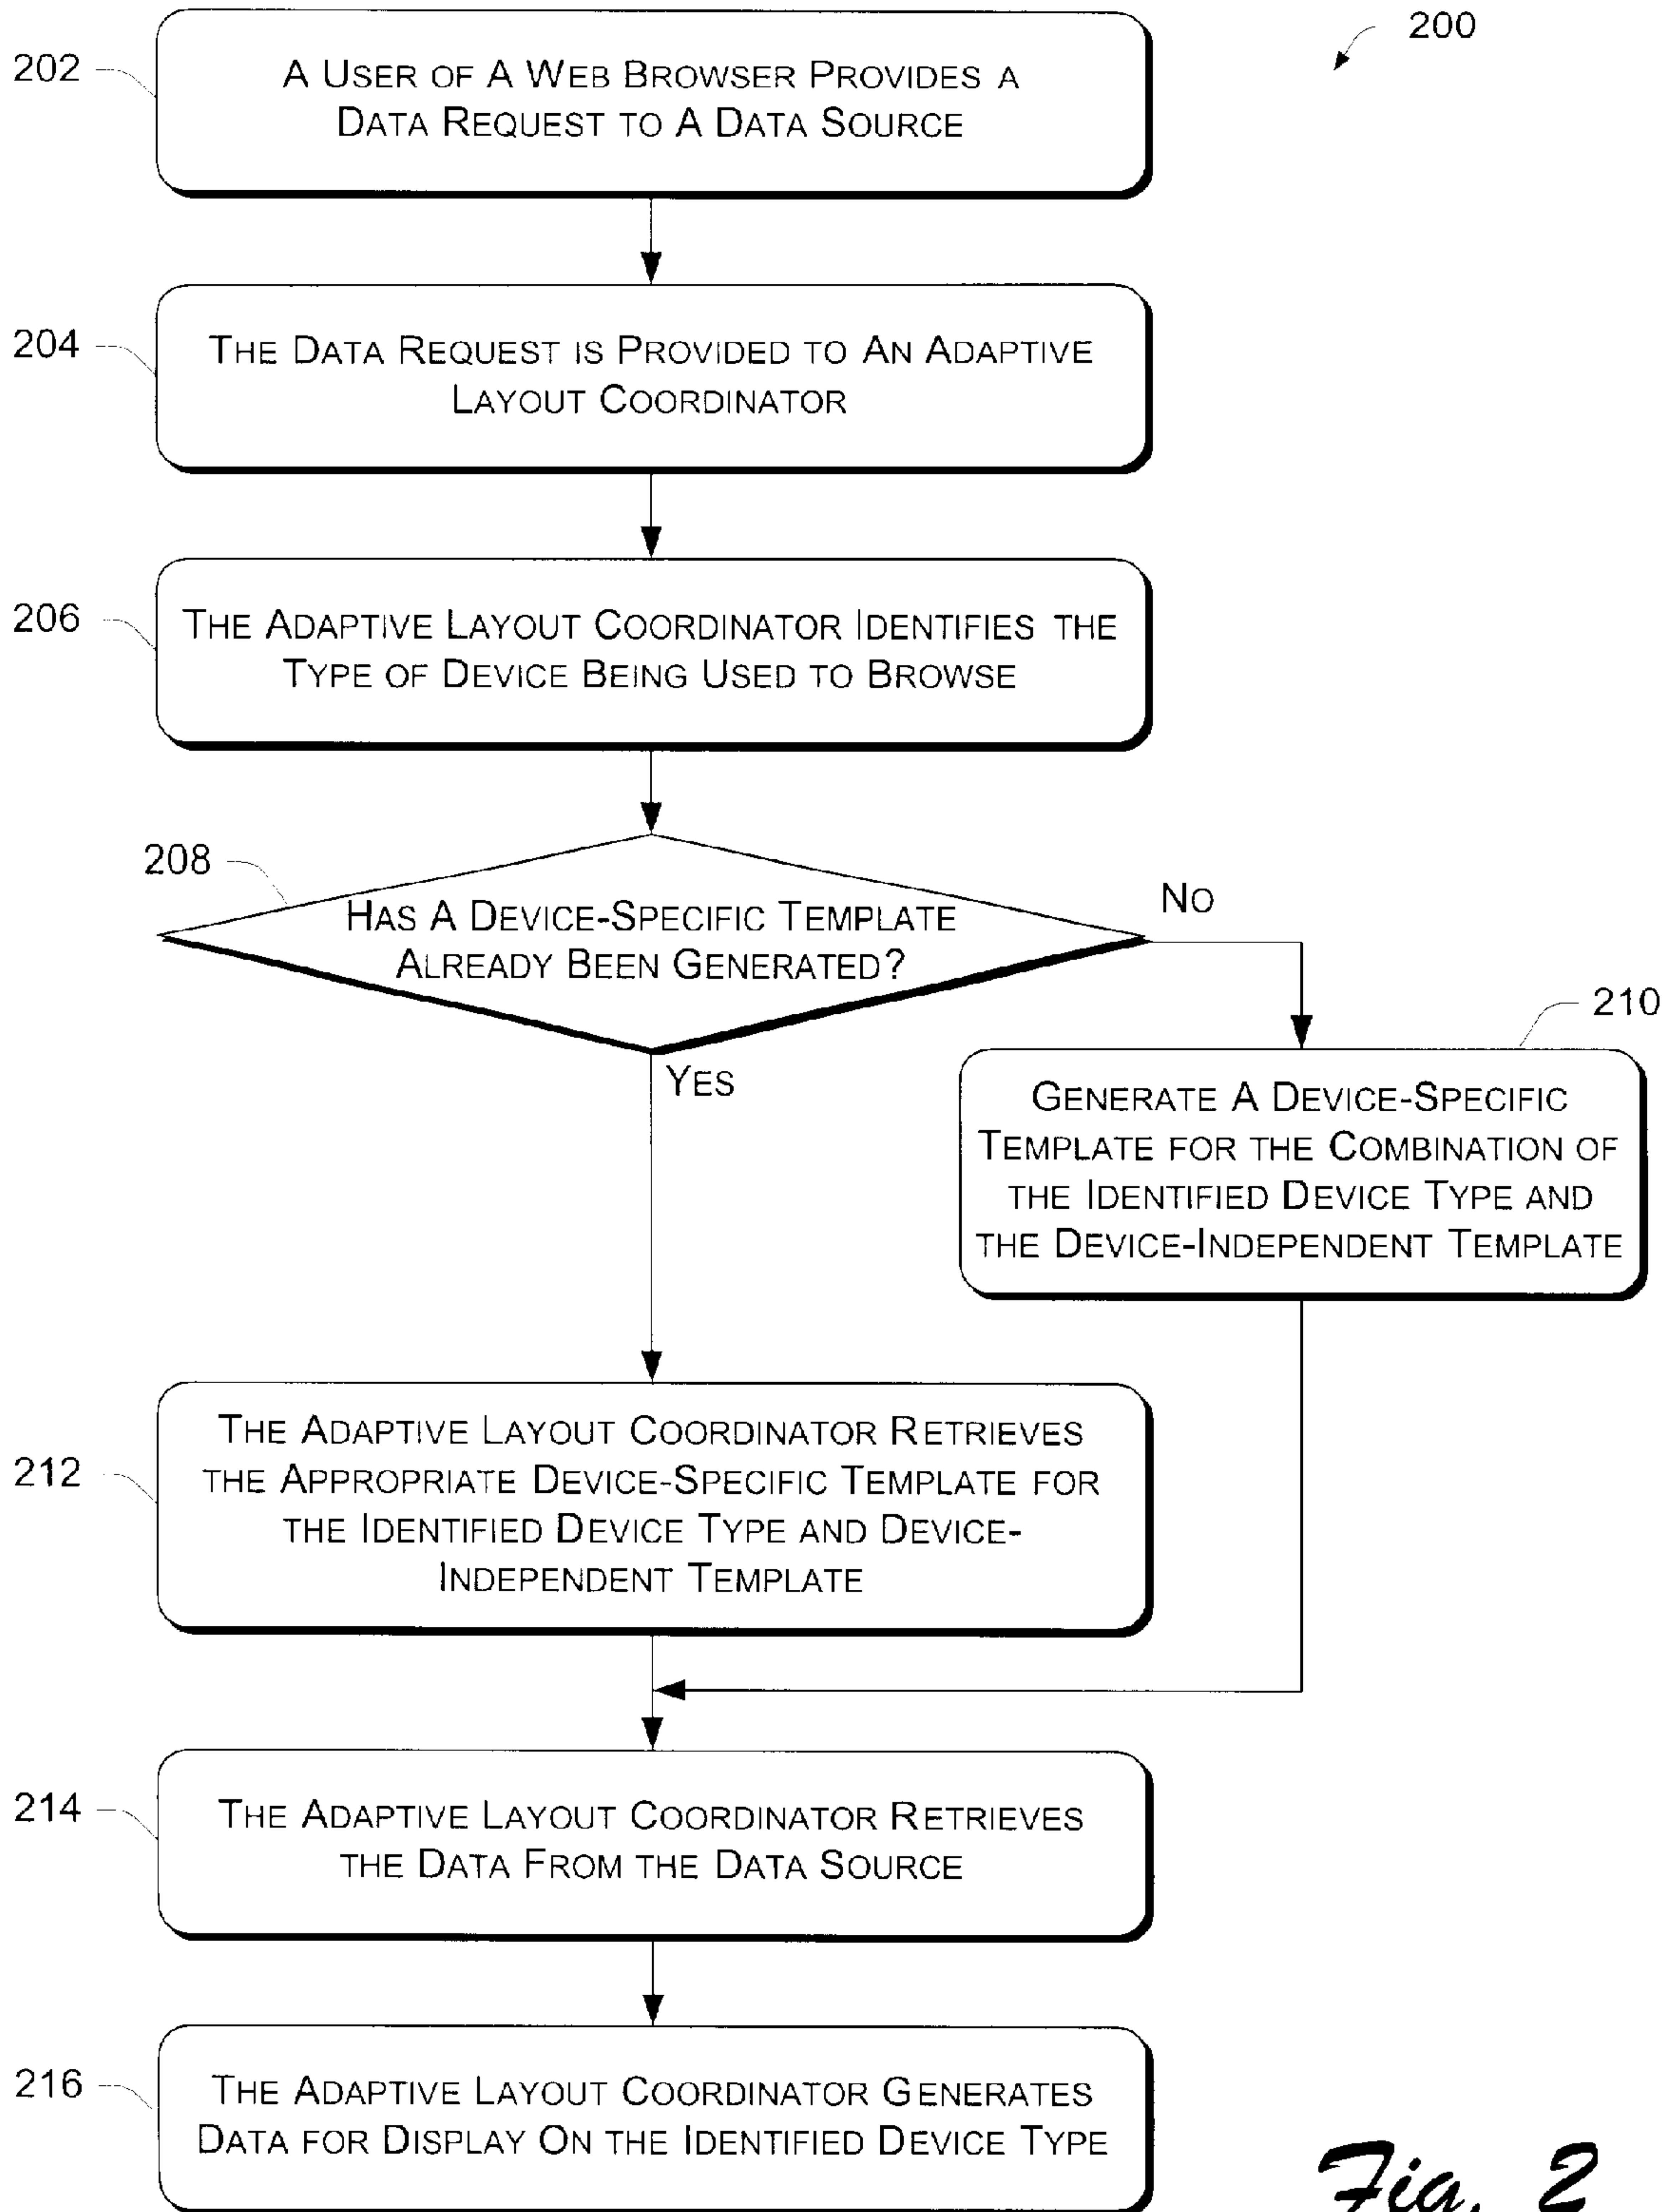 200
202
A USER OF A WEB BROWSER PROVIDES A
DATA REQUEST TO A DATA SOURCE
204
THE DATA REQUEST IS PROVIDED TO AN ADAPTIVE
LAYOUT COORDINATOR
206
THE ADAPTIVE LAYOUT COORDINATOR IDENTIFIES THE
TYPE OF DEVICE BEING USED TO BROWSE
208
HAS A DEVICE-SPECIFIC TEMPLATE
ALREADY BEEN GENERATED?
NO
YES
210
GENERATE A DEVICE-SPECIFIC
TEMPLATE FOR THE COMBINATION OF
THE IDENTIFIED DEVICE TYPE AND
THE DEVICE-INDEPENDENT TEMPLATE
212
THE ADAPTIVE LAYOUT COORDINATOR RETRIEVES
THE APPROPRIATE DEVICE-SPECIFIC TEMPLATE FOR
THE IDENTIFIED DEVICE TYPE AND DEVICE-
INDEPENDENT TEMPLATE
214
THE ADAPTIVE LAYOUT COORDINATOR RETRIEVES
THE DATA FROM THE DATA SOURCE
216
THE ADAPTIVE LAYOUT COORDINATOR GENERATES
DATA FOR DISPLAY ON THE IDENTIFIED DEVICE TYPE
Fig. 2